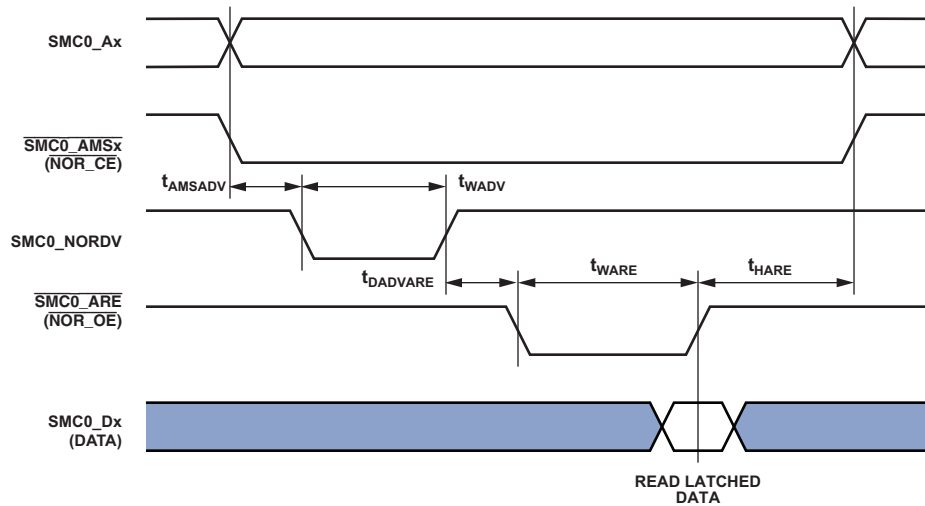 SMC0_Ax
SMC0_AMSx
(NOR_CE)
tAMSADV
tWADV
SMC0_NORDV
tDADVARE
tWARE
tHARE
SMC0_ARE
(NOR_OE)
SMC0_Dx
(DATA)
READ LATCHED
DATA